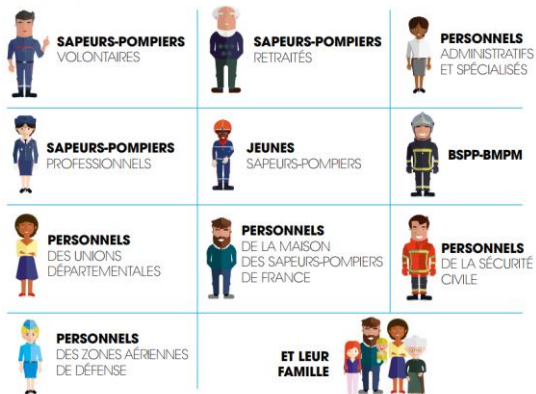 SAPEURS-POMPIERS
VOLONTAIRES
SAPEURS-POMPIERS
RETRAITÉS
PERSONNELS
ADMINISTRATIFS
ET SPÉCIALISÉS
SAPEURS-POMPIERS
PROFESSIONNELS
JEUNES
SAPEURS-POMPIERS
BSPP-BMPM
PERSONNELS
DES UNIONS
DÉPARTEMENTALES
PERSONNELS
DE LA MAISON
DES SAPEURS-POMPIERS
DE FRANCE
PERSONNELS
DE LA SÉCURITÉ
CIVILE
PERSONNELS
DES ZONES AÉRIENNES
DE DÉFENSE
ET LEUR
FAMILLE